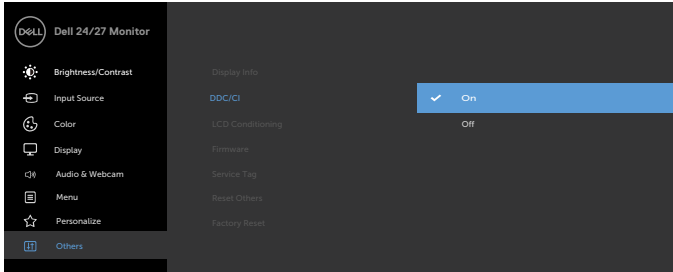 DELL Dell 24/27 Monitor
Brightness/Contrast
Input Source
Color
Display
Audio & Webcam
Menu
Personalize
Others
Display Info
DDC/CI
LCD Conditioning
Firmware
Service Tag
Reset Others
Factory Reset
On
Off